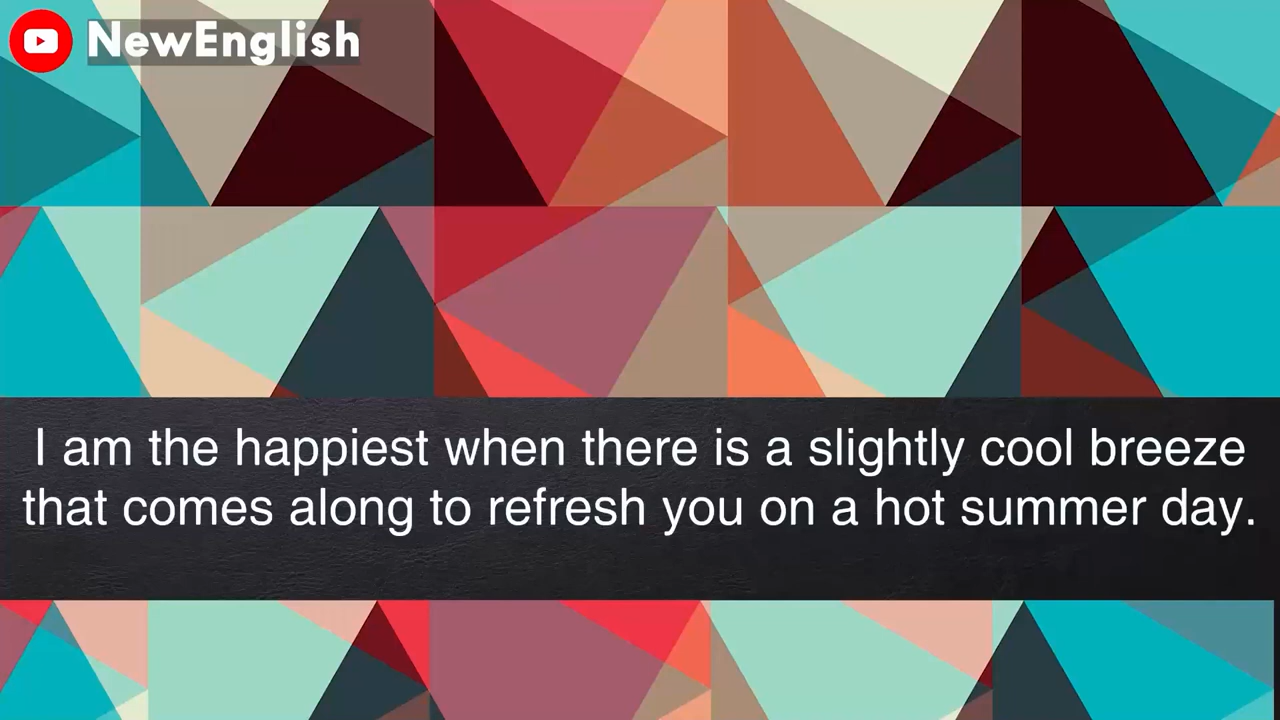 NewEnglish
I am the happiest when there is a slightly cool breeze
that comes along to refresh you on a hot summer day.